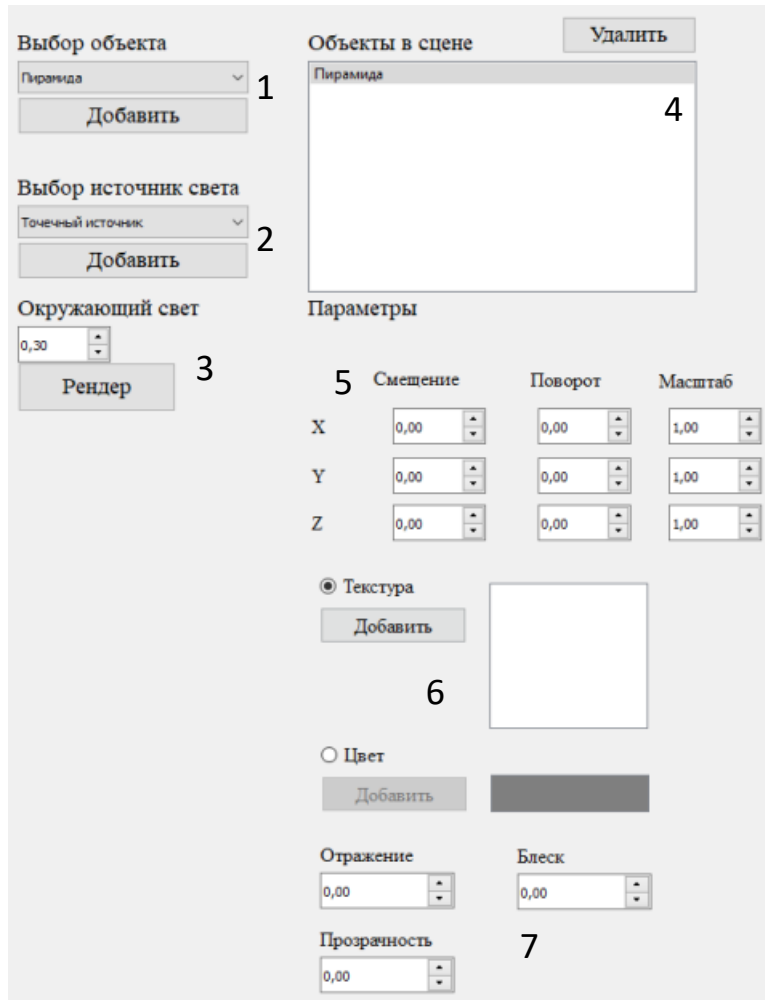 Выбор объекта
Пирамида
1
Добавить
Выбор источник света
Точечный источник
2
Добавить
Окружающий свет
0,30
3
Рендер
Объекты в сцене
Удалить
Пирамида
4
Параметры
5 Смещение Поворот Масштаб
X 0,00 0,00 1,00
Y 0,00 0,00 1,00
Z 0,00 0,00 1,00
Текстура
Добавить
6
Цвет
Добавить
Отражение Блеск
0,00 0,00
Прозрачность 7
0,00